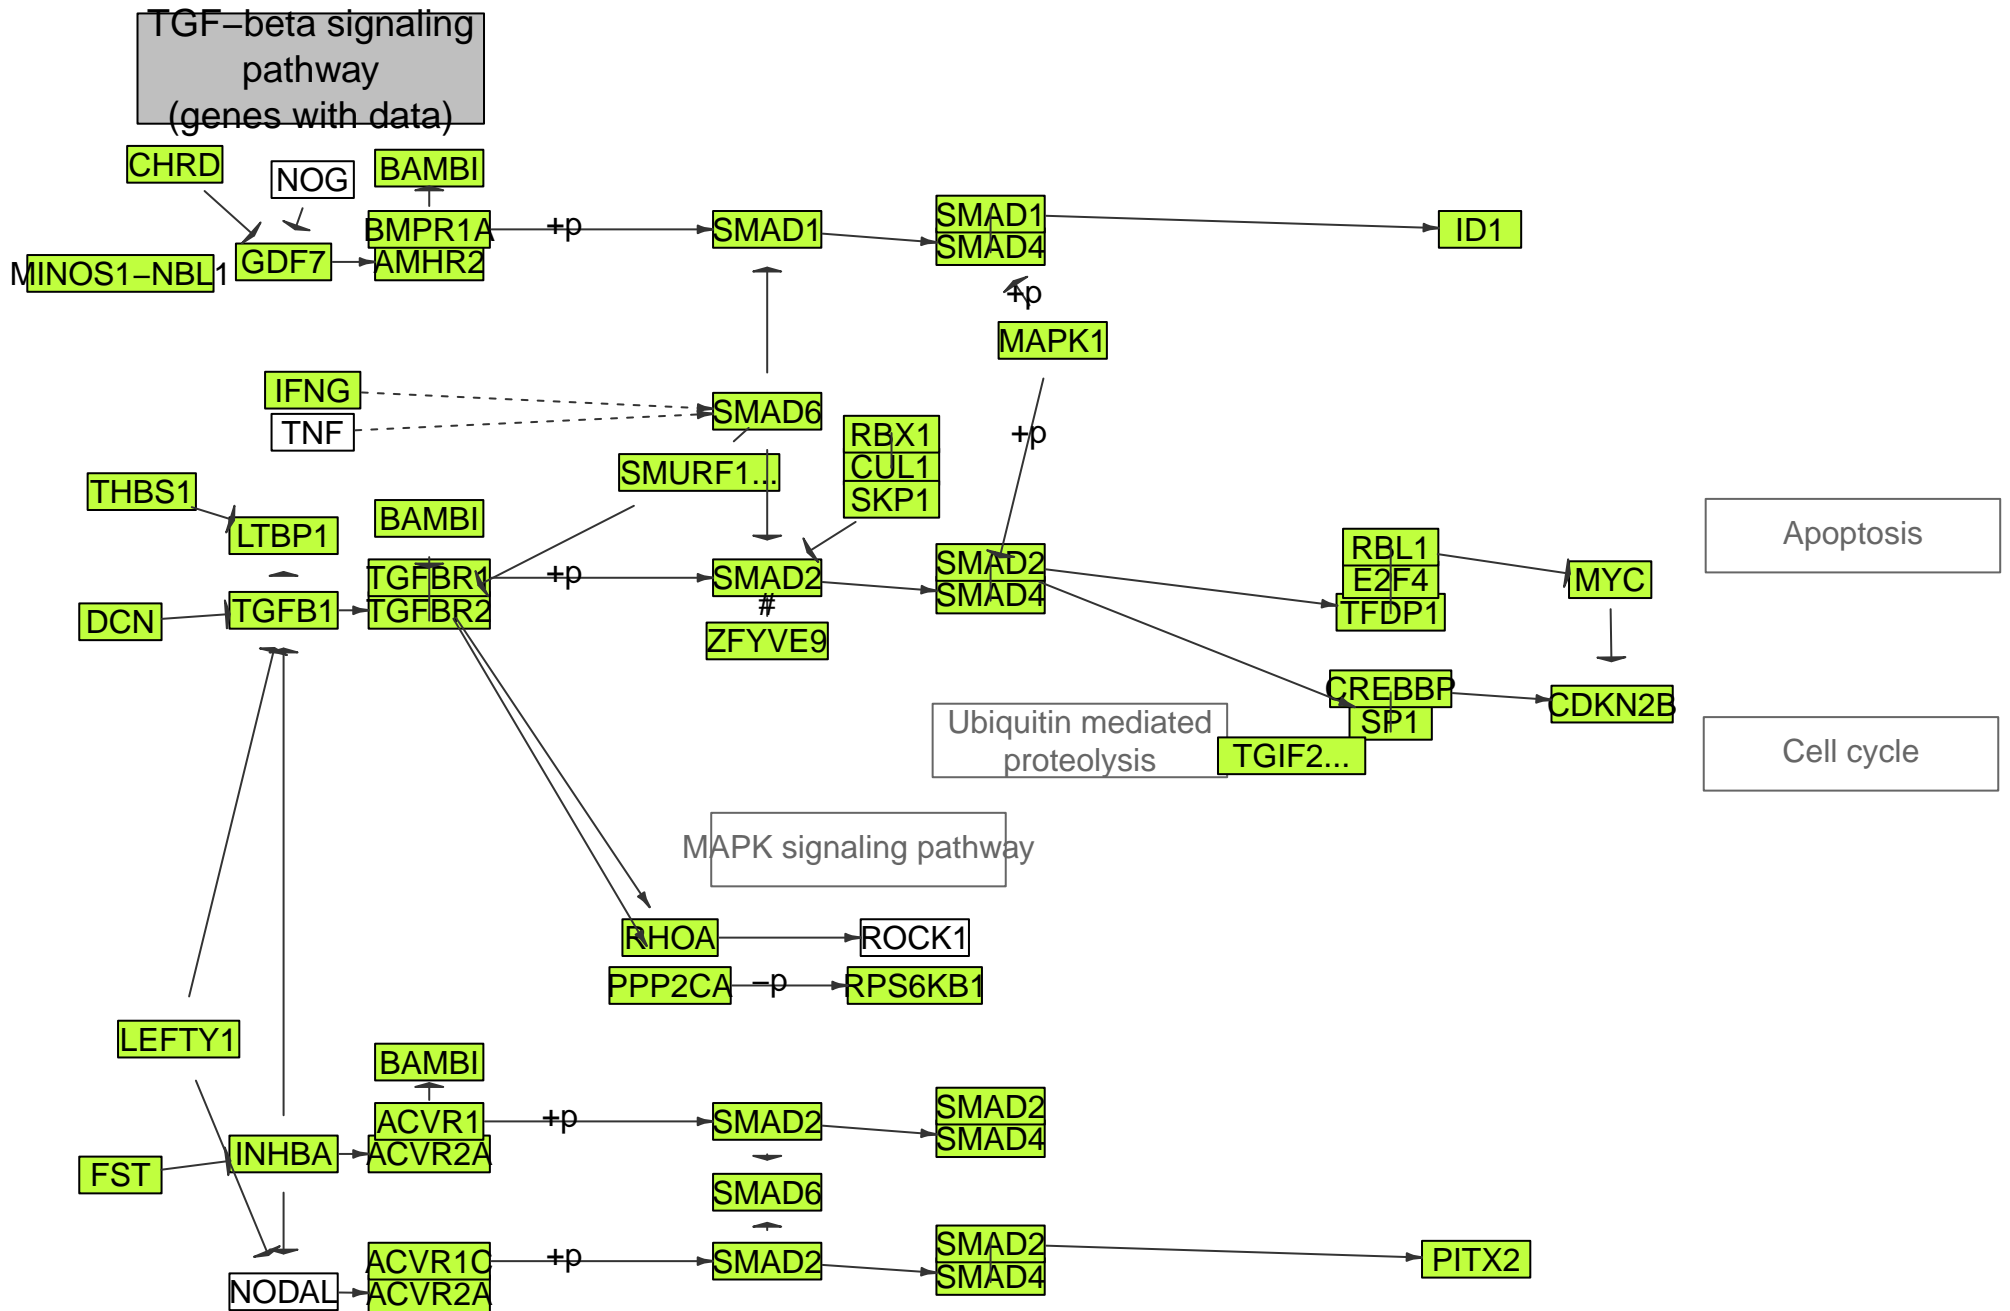 TGF−beta signaling
pathway
(genes with data)
CHRD
NOG
BAMBI
BMPR1A
+p
SMAD1
SMAD1
SMAD4
ID1
MINOS1−NBL1
GDF7
AMHR2
+p
MAPK1
IFNG
TNF
SMAD6
RBX1
CUL1
SKP1
+p
SMURF1...
THBS1
LTBP1
BAMBI
Apoptosis
TGFBR1
TGFBR2
+p
SMAD2
#
ZFYVE9
SMAD2
SMAD4
RBL1
E2F4
TFDP1
MYC
DCN
TGFB1
CREBBP
SP1
TGIF2...
CDKN2B
Ubiquitin mediated
proteolysis
Cell cycle
MAPK signaling pathway
RHOA
ROCK1
PPP2CA
−p
RPS6KB1
LEFTY1
BAMBI
ACVR1
ACVR2A
+p
SMAD2
SMAD2
SMAD4
FST
INHBA
SMAD6
NODAL
ACVR1C
ACVR2A
+p
SMAD2
SMAD2
SMAD4
PITX2